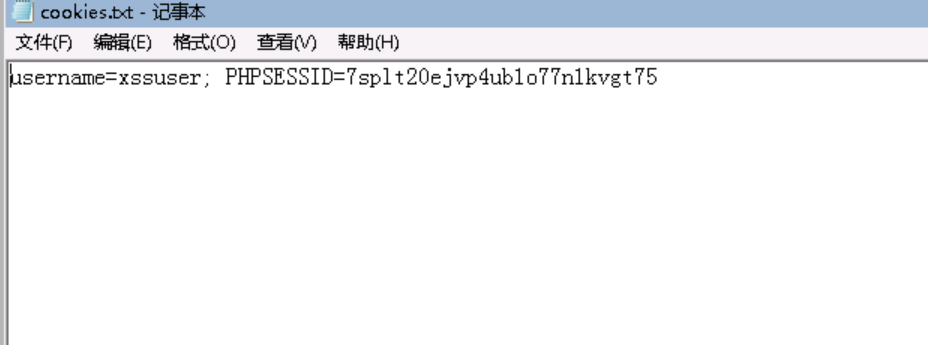 cookies.txt - 记事本
文件(F) 编辑(E) 格式(O) 查看(V) 帮助(H)
username=xssuser; PHPSESSID=7splt20ejvp4ub1o77n1kvgt75